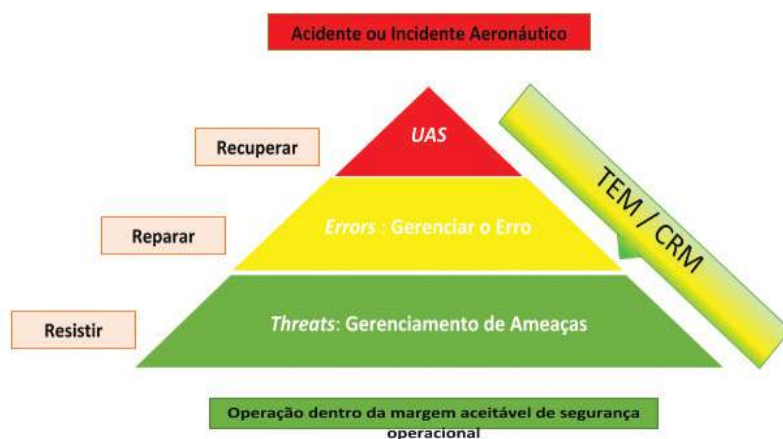 Acidente ou Incidente Aeronáutico
UAS
Recuperar
TEM / CRM
Errors : Gerenciar o Erro
Reparar
Threats: Gerenciamento de Ameaças
Resistir
Operação dentro da margem aceitável de segurança
operacional